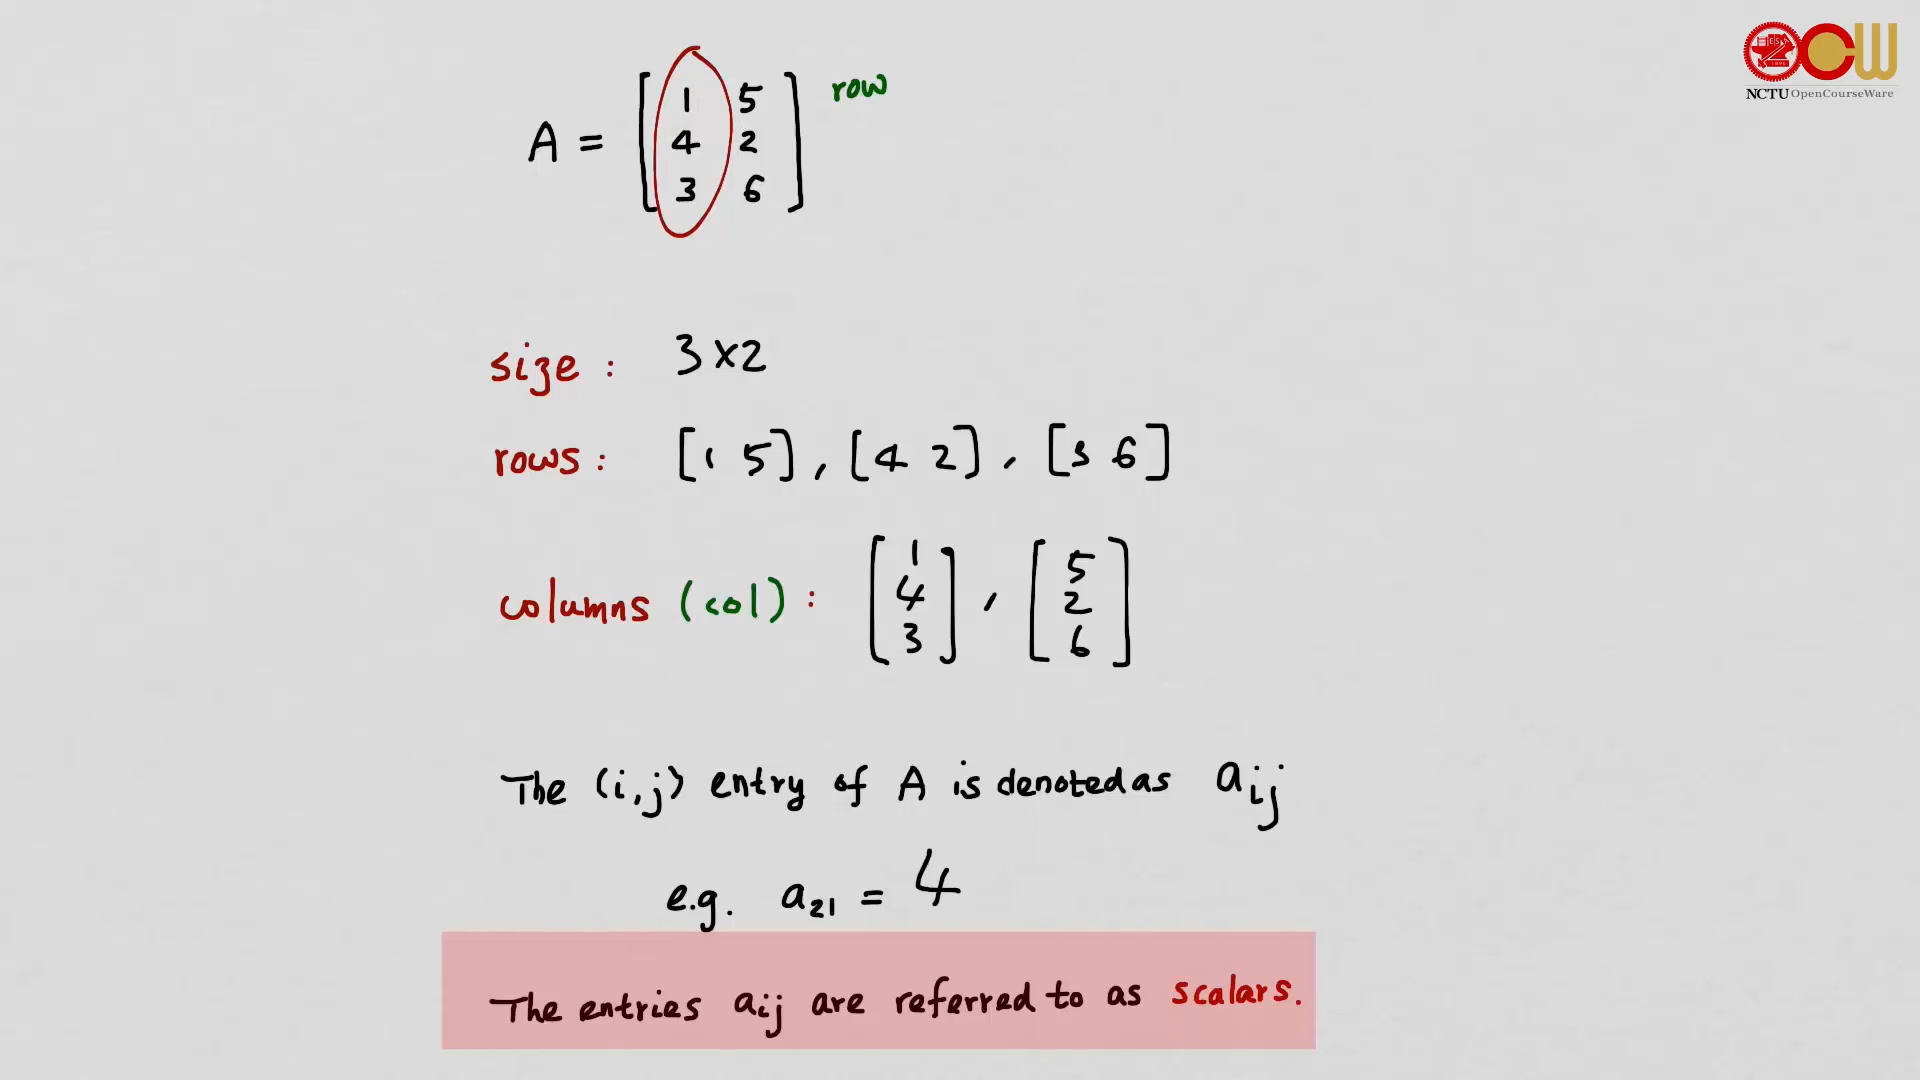 NCTU OpenCourseWare
1 5 row
A = 4 2
3 6
size : 3×2
rows : [1 5] , [4 2] , [3 6]
columns (col) : [1 4 3] , [5 2 6]
The (i,j) entry of A is denoted as aij
e.g. a21 = 4
The entries aij are referred to as scalars.